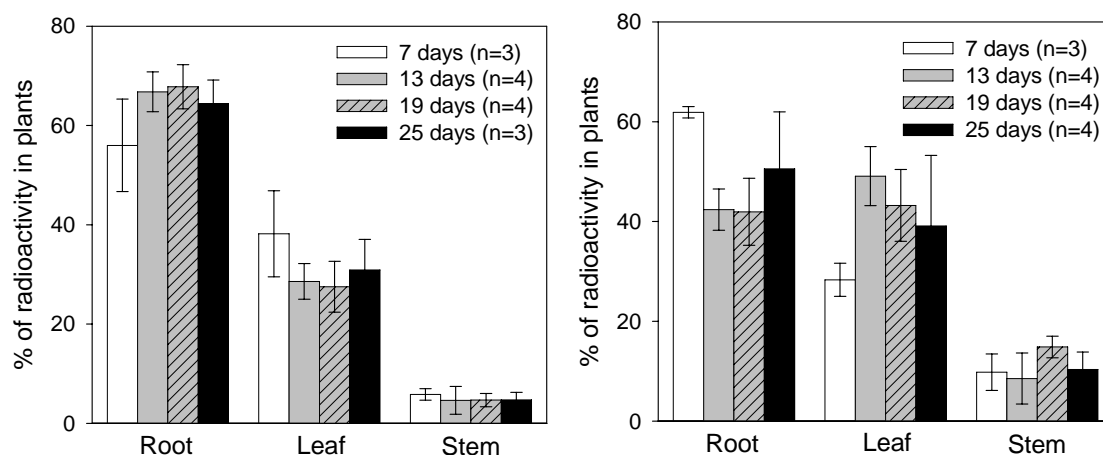 % of radioactivity in plants
80
60
40
20
0
7 days (n=3)
13 days (n=4)
19 days (n=4)
25 days (n=3)
Root
Leaf
Stem
% of radioactivity in plants
80
60
40
20
0
7 days (n=3)
13 days (n=4)
19 days (n=4)
25 days (n=4)
Root
Leaf
Stem